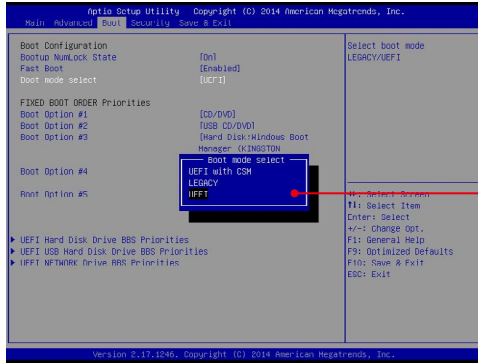 Aptio Setup Utility Copyright (C) 2014 American Megatrends, Inc.
Main Advanced Boot Security Save & Exit
Boot Configuration
Bootup NumLock State [On]
Fast Boot [Enabled]
Boot mode select [UEFI]
FIXED BOOT ORDER Priorities
Boot Option #1 [CD/DVD]
Boot Option #2 [USB CD/DVD]
Boot Option #3 [Hard Disk:Windows Boot
Manager (KINGSTON
Boot Option #4
Boot Option #5
Boot mode select
UEFI with CSM
LEGACY
UEFI
UEFI Hard Disk Drive BBS Priorities
UEFI USB Hard Disk Drive BBS Priorities
UEFI NETWORK Drive BBS Priorities
Select boot mode
LEGACY/UEFI
: Select Screen
↑↓: Select Item
Enter: Select
+/-: Change Opt.
F1: General Help
F9: Optimized Defaults
F10: Save & Exit
ESC: Exit
Version 2.17.1246. Copyright (C) 2014 American Megatrends, Inc.